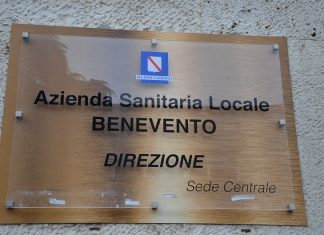 Azienda Sanitaria Locale
BENEVENTO
DIREZIONE
Sede Centrale